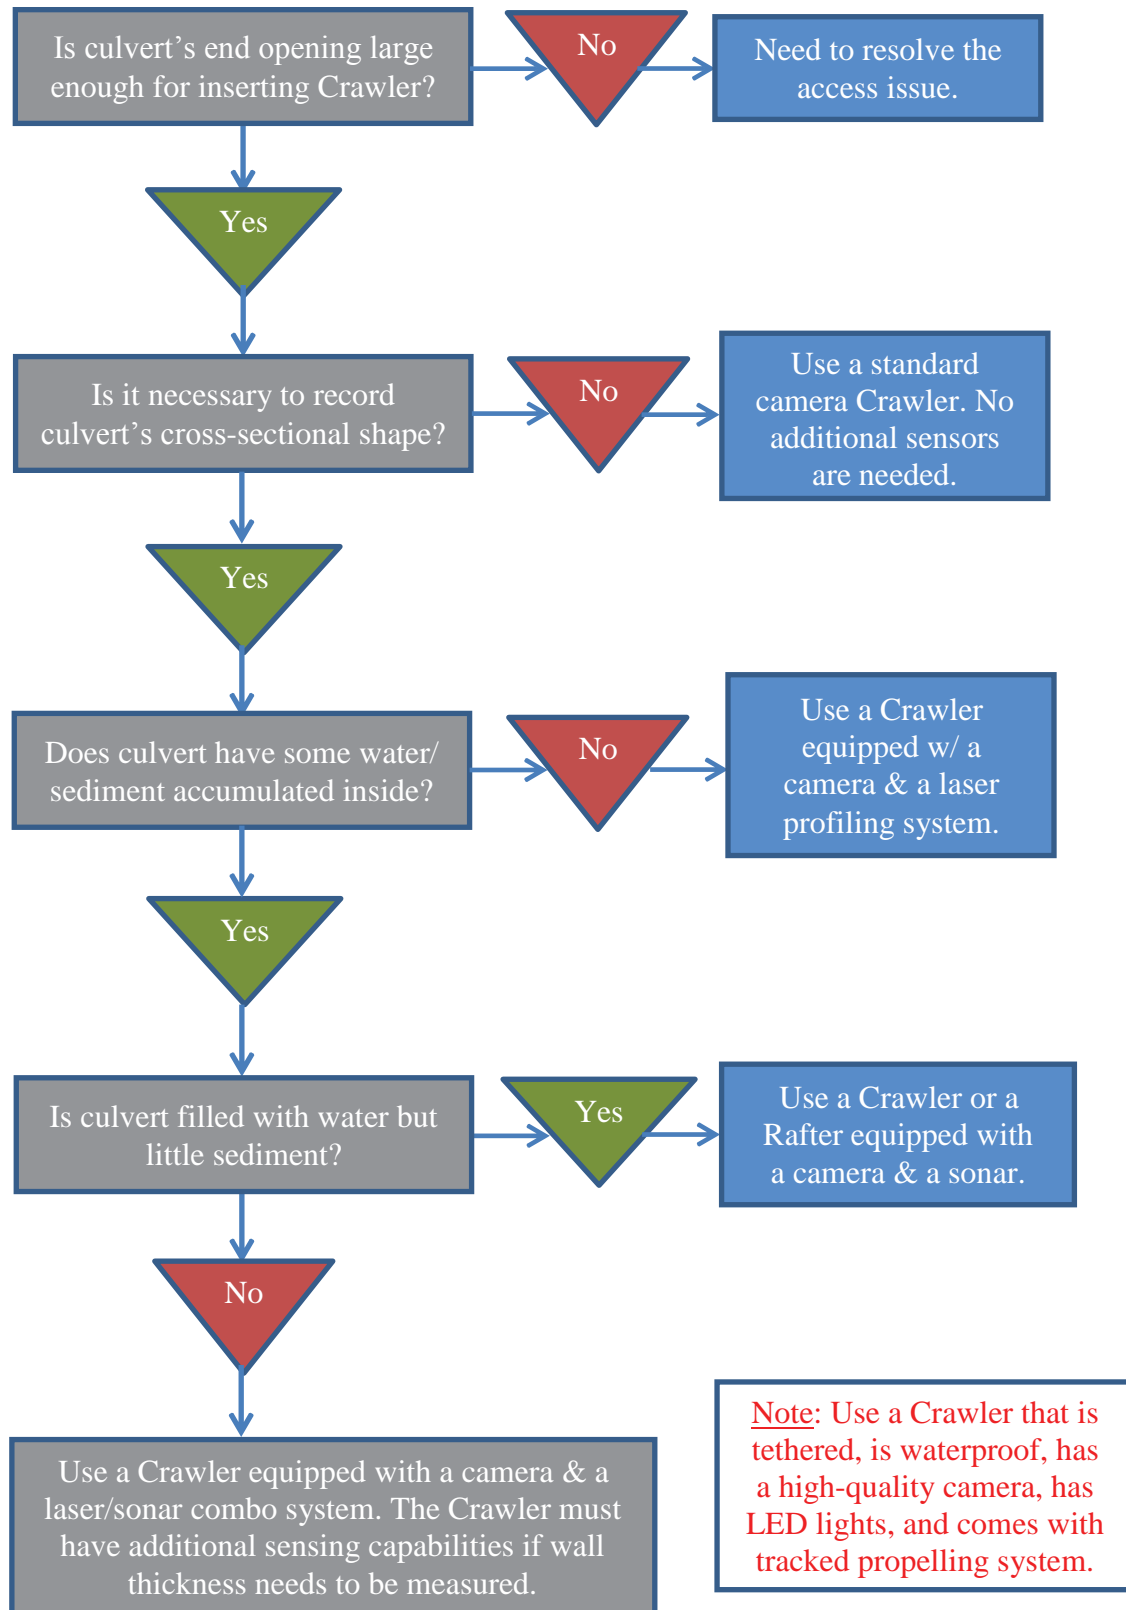 Is culvert’s end opening large
enough for inserting Crawler?
No
Need to resolve the
access issue.
Yes
Is it necessary to record
culvert’s cross-sectional shape?
No
Use a standard
camera Crawler. No
additional sensors
are needed.
Yes
Does culvert have some water/
sediment accumulated inside?
No
Use a Crawler
equipped w/ a
camera & a laser
profiling system.
Yes
Is culvert filled with water but
little sediment?
Yes
Use a Crawler or a
Rafter equipped with
a camera & a sonar.
No
Use a Crawler equipped with a camera & a
laser/sonar combo system. The Crawler must
have additional sensing capabilities if wall
thickness needs to be measured.
Note: Use a Crawler that is
tethered, is waterproof, has
a high-quality camera, has
LED lights, and comes with
tracked propelling system.